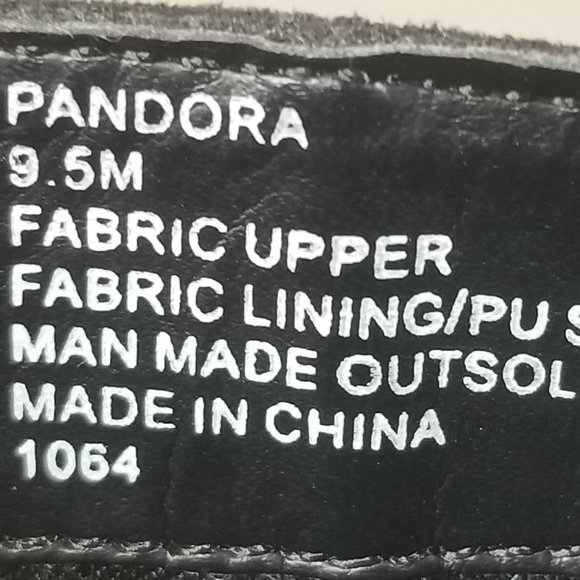 PANDORA
9.5M
FABRIC UPPER
FABRIC LINING/PU S
MAN MADE OUTSOL
MADE IN CHINA
1064